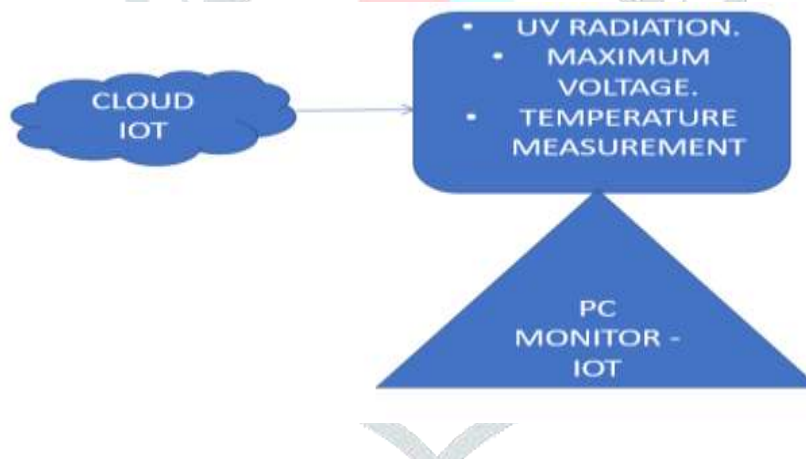 CLOUD
IOT
• UV RADIATION.
• MAXIMUM
VOLTAGE.
• TEMPERATURE
MEASUREMENT
PC
MONITOR -
IOT